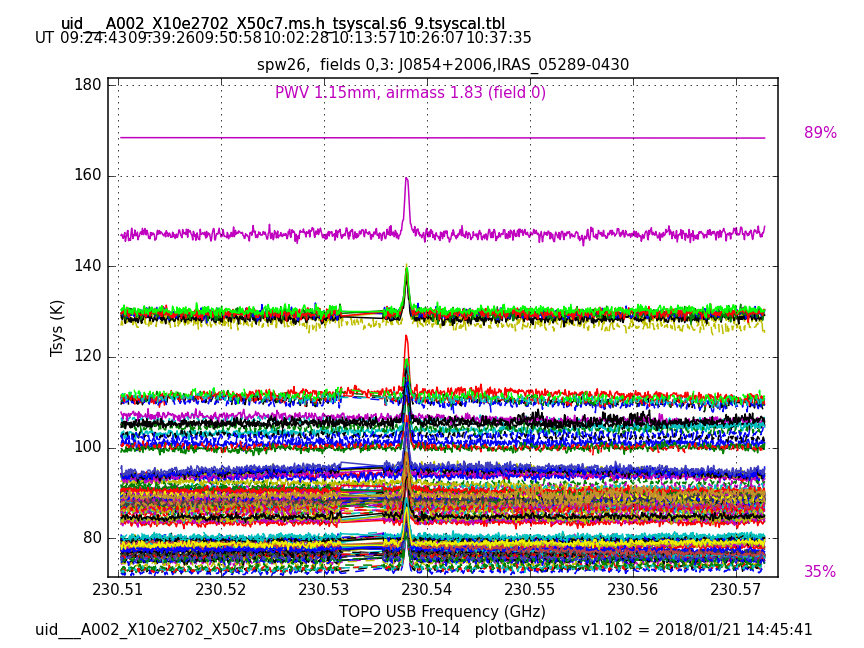 uid___A002_X10e2702_X50c7.ms.h_tsyscal.s6_9.tsyscal.tbl
UT 09:24:43 09:39:26 09:50:58 10:02:28 10:13:57 10:26:07 10:37:35
spw26, fields 0,3: J0854+2006,IRAS_05289-0430
PWV 1.15mm, airmass 1.83 (field 0)
180
160
140
120
100
80
Tsys (K)
89%
35%
230.51 230.52 230.53 230.54 230.55 230.56 230.57
TOPO USB Frequency (GHz)
uid___A002_X10e2702_X50c7.ms ObsDate=2023-10-14 plotbandpass v1.102 = 2018/01/21 14:45:41